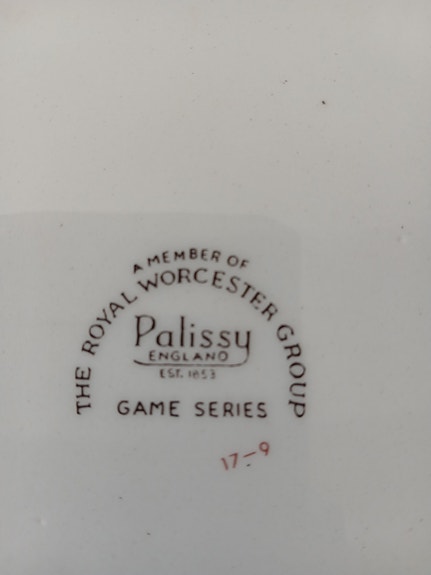 A MEMBER OF
THE ROYAL WORCESTER GROUP
Palissy
ENGLAND
EST. 1853
GAME SERIES
17-9